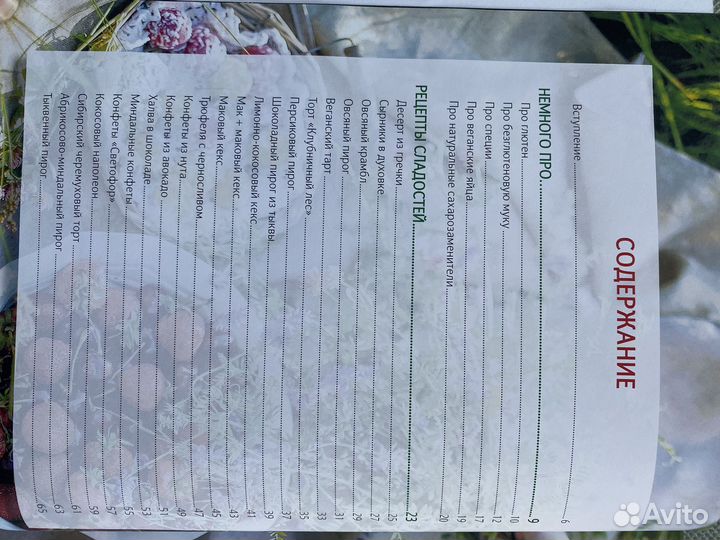 СОДЕРЖАНИЕ
Вступление 6
НЕМНОГО ПРО 9
Про глютен 10
Про безглютеновую муку 12
Про специи 17
Про веганские яйца 19
Про натуральные сахарозаменители 20
РЕЦЕПТЫ СЛАДОСТЕЙ 23
Десерт из гречки 25
Сырники в духовке 27
Овсяный крамбл 29
Овсяный пирог 31
Веганский тарт 33
Торт «Клубничный лес» 35
Персиковый пирог 37
Шоколадный пирог из тыквы 39
Лимонно-кокосовый кекс 41
Мак + маковый кекс 43
Маковый кекс 45
Трюфеля с черносливом 47
Конфеты из нута 49
Конфеты из авокадо 51
Халва в шоколаде 53
Миндальные конфеты 55
Конфеты «Светофор» 57
Кокосовый наполеон 59
Сибирский черемуховый торт 61
Абрикосово-миндальный пирог 63
Тыквенный пирог 65
Avito